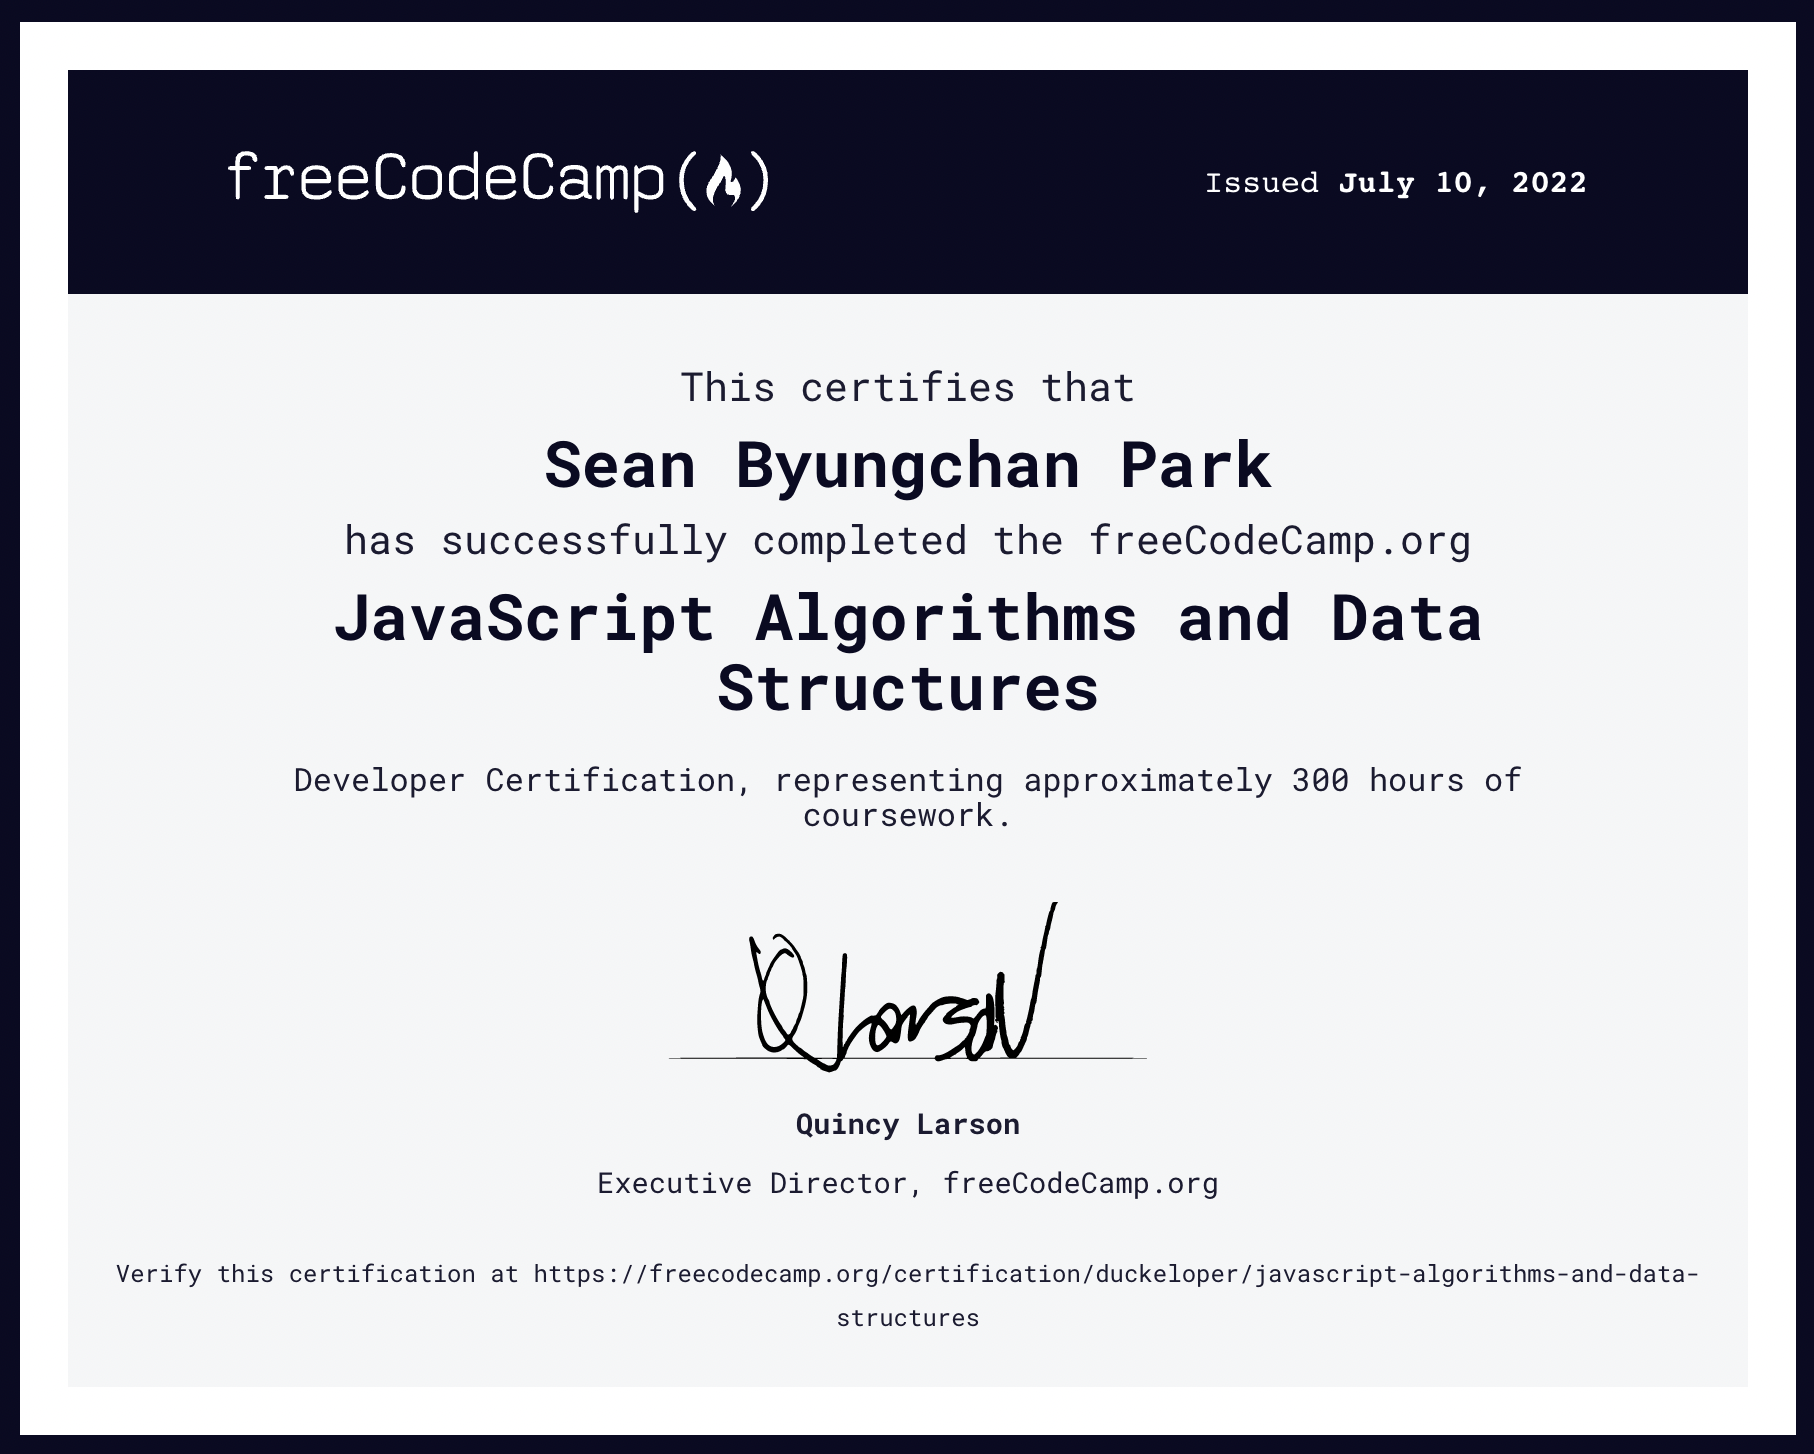 freeCodeCamp(🔥)
Issued July 10, 2022
This certifies that
Sean Byungchan Park
has successfully completed the freeCodeCamp.org
JavaScript Algorithms and Data
Structures
Developer Certification, representing approximately 300 hours of
coursework.
QLarson
Quincy Larson
Executive Director, freeCodeCamp.org
Verify this certification at https://freecodecamp.org/certification/duckeloper/javascript-algorithms-and-data-
structures